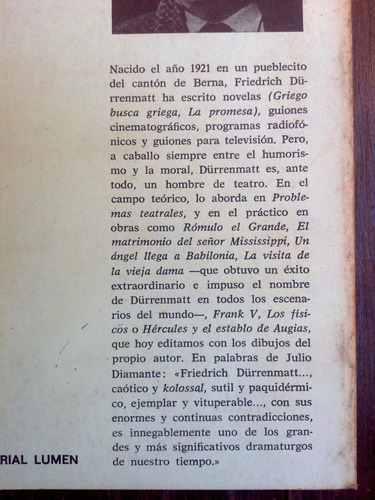 Nacido el año 1921 en un pueblecito
del cantón de Berna, Friedrich Dü-
rrenmatt ha escrito novelas (Griego
busca griega, La promesa), guiones
cinematográficos, programas radiofó-
nicos y guiones para televisión. Pero,
a caballo siempre entre el humoris-
mo y la moral, Dürrenmatt es, ante
todo, un hombre de teatro. En el
campo teórico, lo aborda en Proble-
mas teatrales, y en el práctico en
obras como Rómulo el Grande, El
matrimonio del señor Mississippi, Un
ángel llega a Babilonia, La visita de
la vieja dama —que obtuvo un éxito
extraordinario e impuso el nombre
de Dürrenmatt en todos los escena-
rios del mundo—, Frank V, Los físi-
cos o Hércules y el establo de Augias,
que hoy editamos con los dibujos del
propio autor. En palabras de Julio
Diamante: «Friedrich Dürrenmatt...,
caótico y kolossal, sutil y paquidérmi-
co, ejemplar y vituperable..., con sus
enormes y continuas contradicciones,
es innegablemente uno de los gran-
des y más significativos dramaturgos
de nuestro tiempo.»
RIAL LUMEN